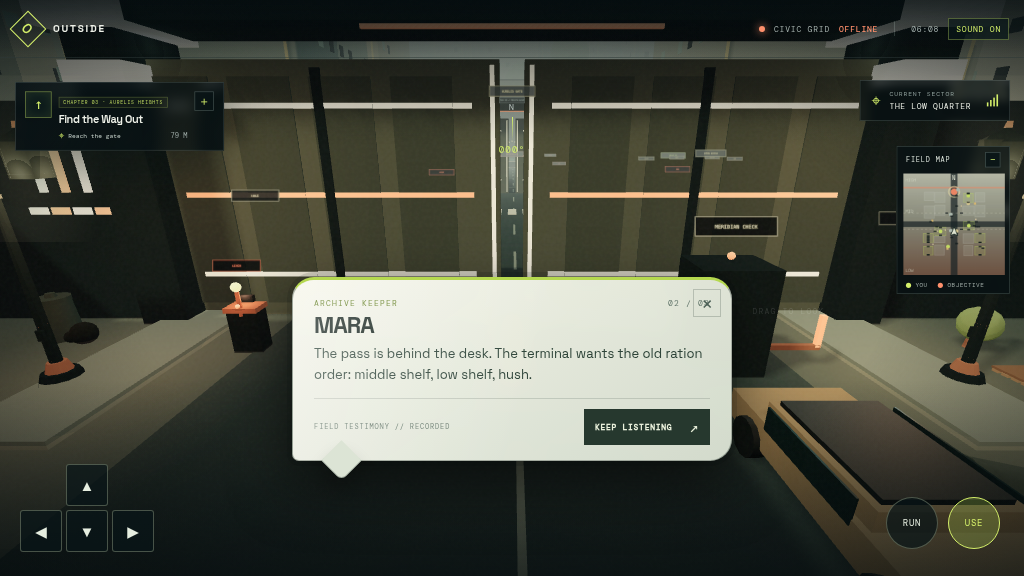 OUTSIDE
CIVIC GRID OFFLINE
06:08
SOUND ON
CHAPTER 03 · AURELIS HEIGHTS
Find the Way Out
Reach the gate
79 M
CURRENT SECTOR
THE LOW QUARTER
FIELD MAP
N
YOU
OBJECTIVE
N
000°
MERIDIAN CHECK
ARCHIVE KEEPER
02 /
MARA
The pass is behind the desk. The terminal wants the old ration
order: middle shelf, low shelf, hush.
FIELD TESTIMONY // RECORDED
KEEP LISTENING ↗
DRAG
RUN
USE